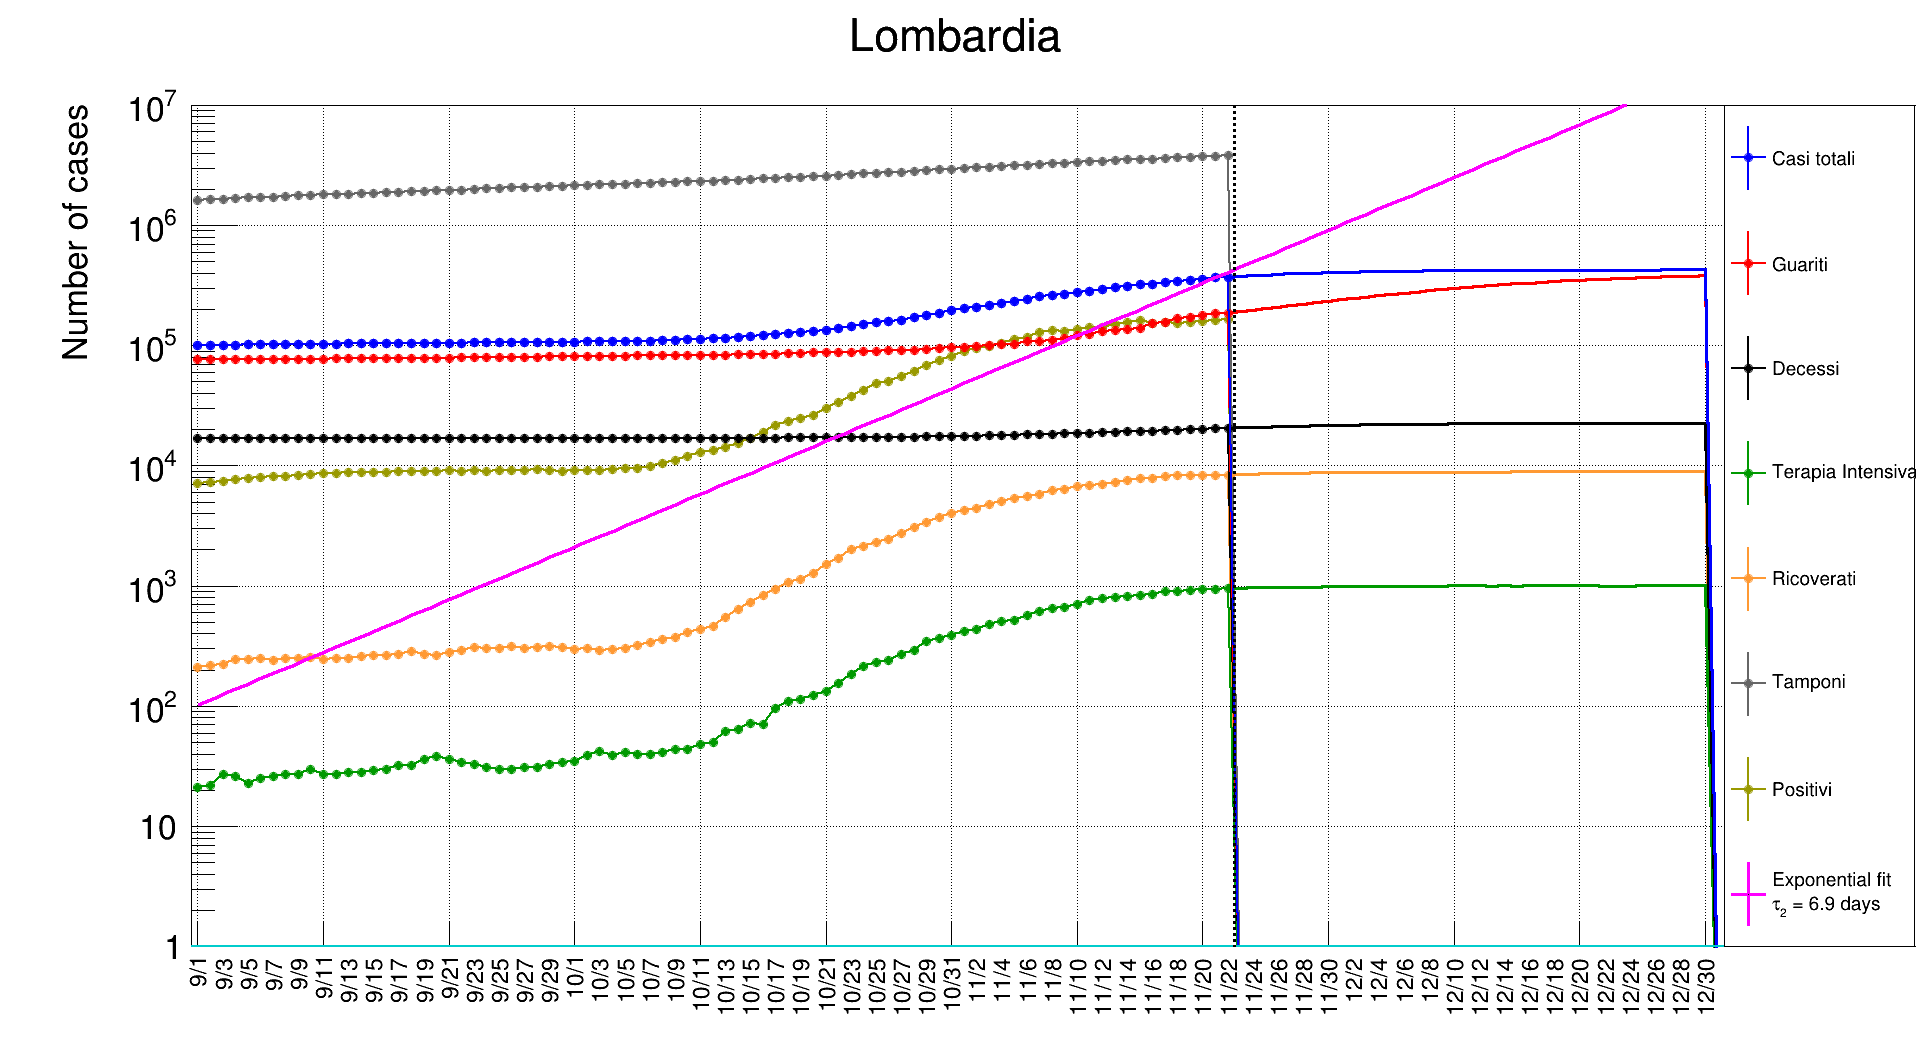 Lombardia
Number of cases
10^7
10^6
10^5
10^4
10^3
10^2
10
1
9/1 9/3 9/5 9/7 9/9 9/11 9/13 9/15 9/17 9/19 9/21 9/23 9/25 9/27 9/29 10/1 10/3 10/5 10/7 10/9 10/11 10/13 10/15 10/17 10/19 10/21 10/23 10/25 10/27 10/29 10/31 11/2 11/4 11/6 11/8 11/10 11/12 11/14 11/16 11/18 11/20 11/22 11/24 11/26 11/28 11/30 12/2 12/4 12/6 12/8 12/10 12/12 12/14 12/16 12/18 12/20 12/22 12/24 12/26 12/28 12/30
Casi totali
Guariti
Decessi
Terapia Intensiva
Ricoverati
Tamponi
Positivi
Exponential fit
τ_2 = 6.9 days